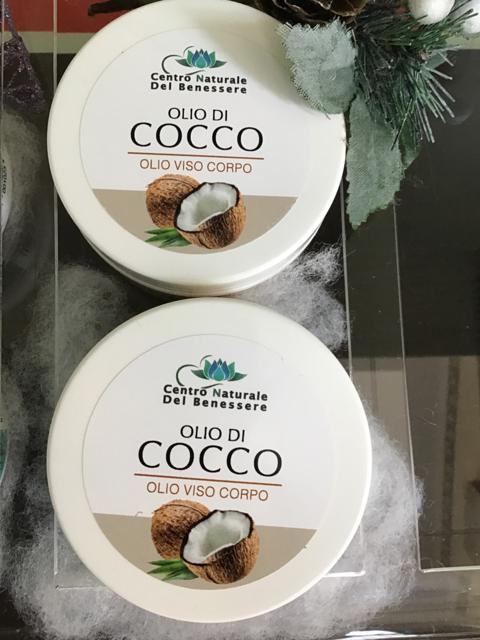 Centro Naturale
Del Benessere
OLIO DI
COCCO
OLIO VISO CORPO
Centro Naturale
Del Benessere
OLIO DI
COCCO
OLIO VISO CORPO